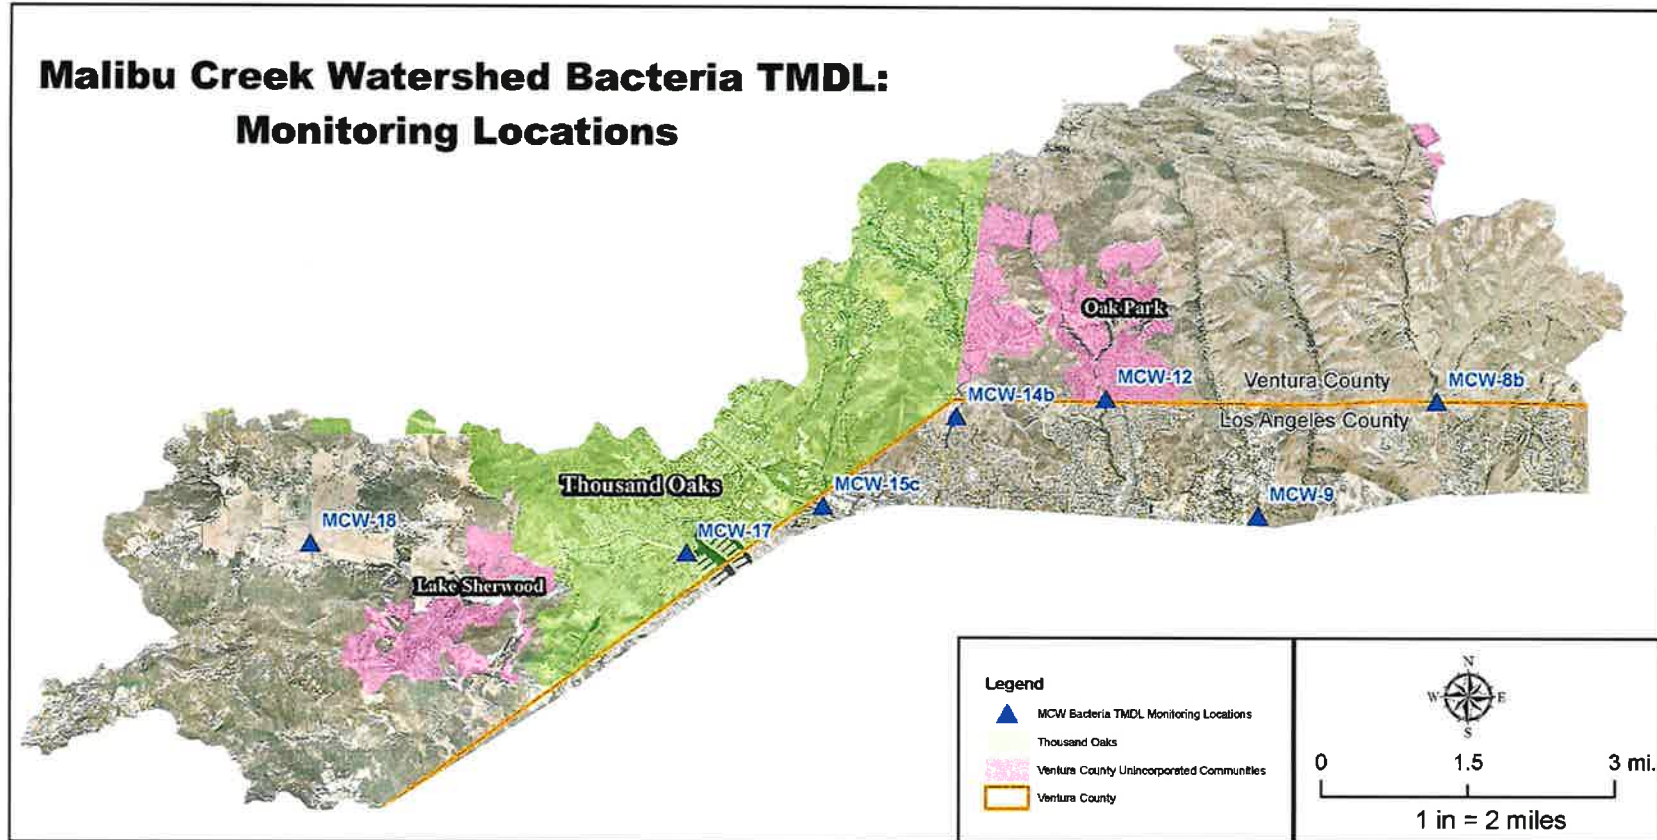 Malibu Creek Watershed Bacteria TMDL:
Monitoring Locations
Oak Park
MCW-12
Ventura County
MCW-8b
MCW-14b
Los Angeles County
Thousand Oaks
MCW-15c
MCW-9
MCW-18
MCW-17
Lake Sherwood
Legend
MCW Bacteria TMDL Monitoring Locations
Thousand Oaks
Ventura County Unincorporated Communities
Ventura County
N
W E
S
0 1.5 3 mi.
1 in = 2 miles